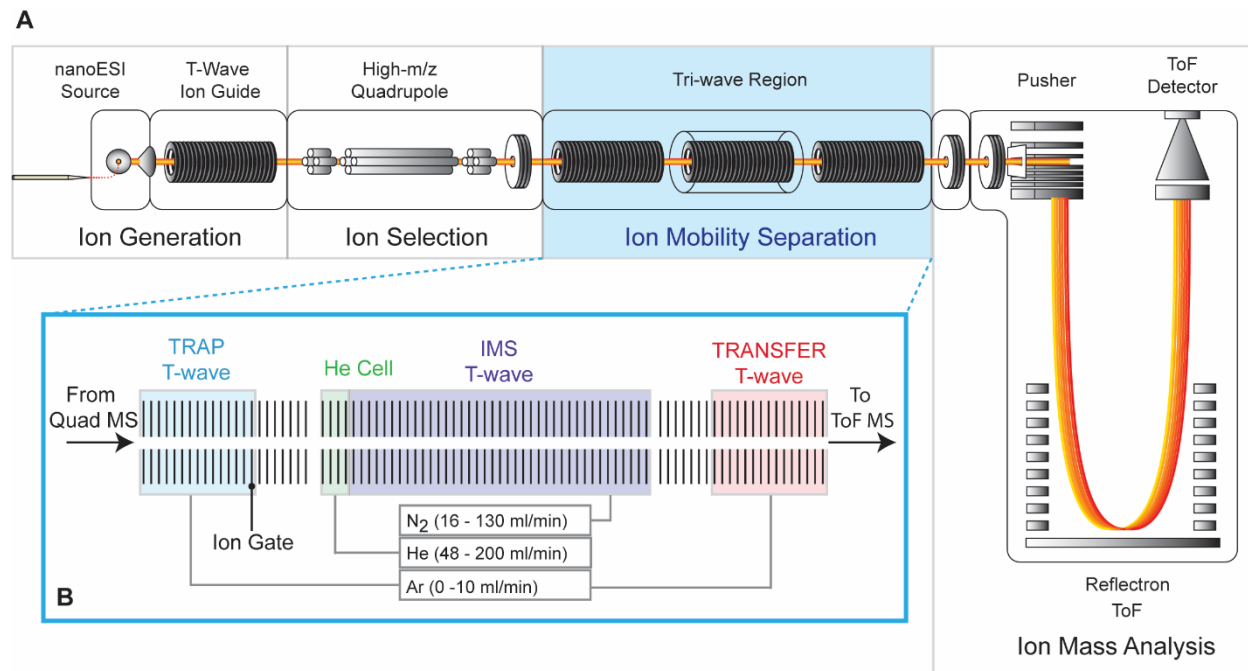 A
nanoESI
Source
T-Wave
Ion Guide
High-m/z
Quadrupole
Tri-wave Region
Pusher
ToF
Detector
Ion Generation
Ion Selection
Ion Mobility Separation
TRAP
T-wave
He Cell
IMS
T-wave
TRANSFER
T-wave
From
Quad MS
To
ToF MS
Ion Gate
N2 (16 - 130 ml/min)
He (48 - 200 ml/min)
Ar (0 -10 ml/min)
B
Reflectron
ToF
Ion Mass Analysis